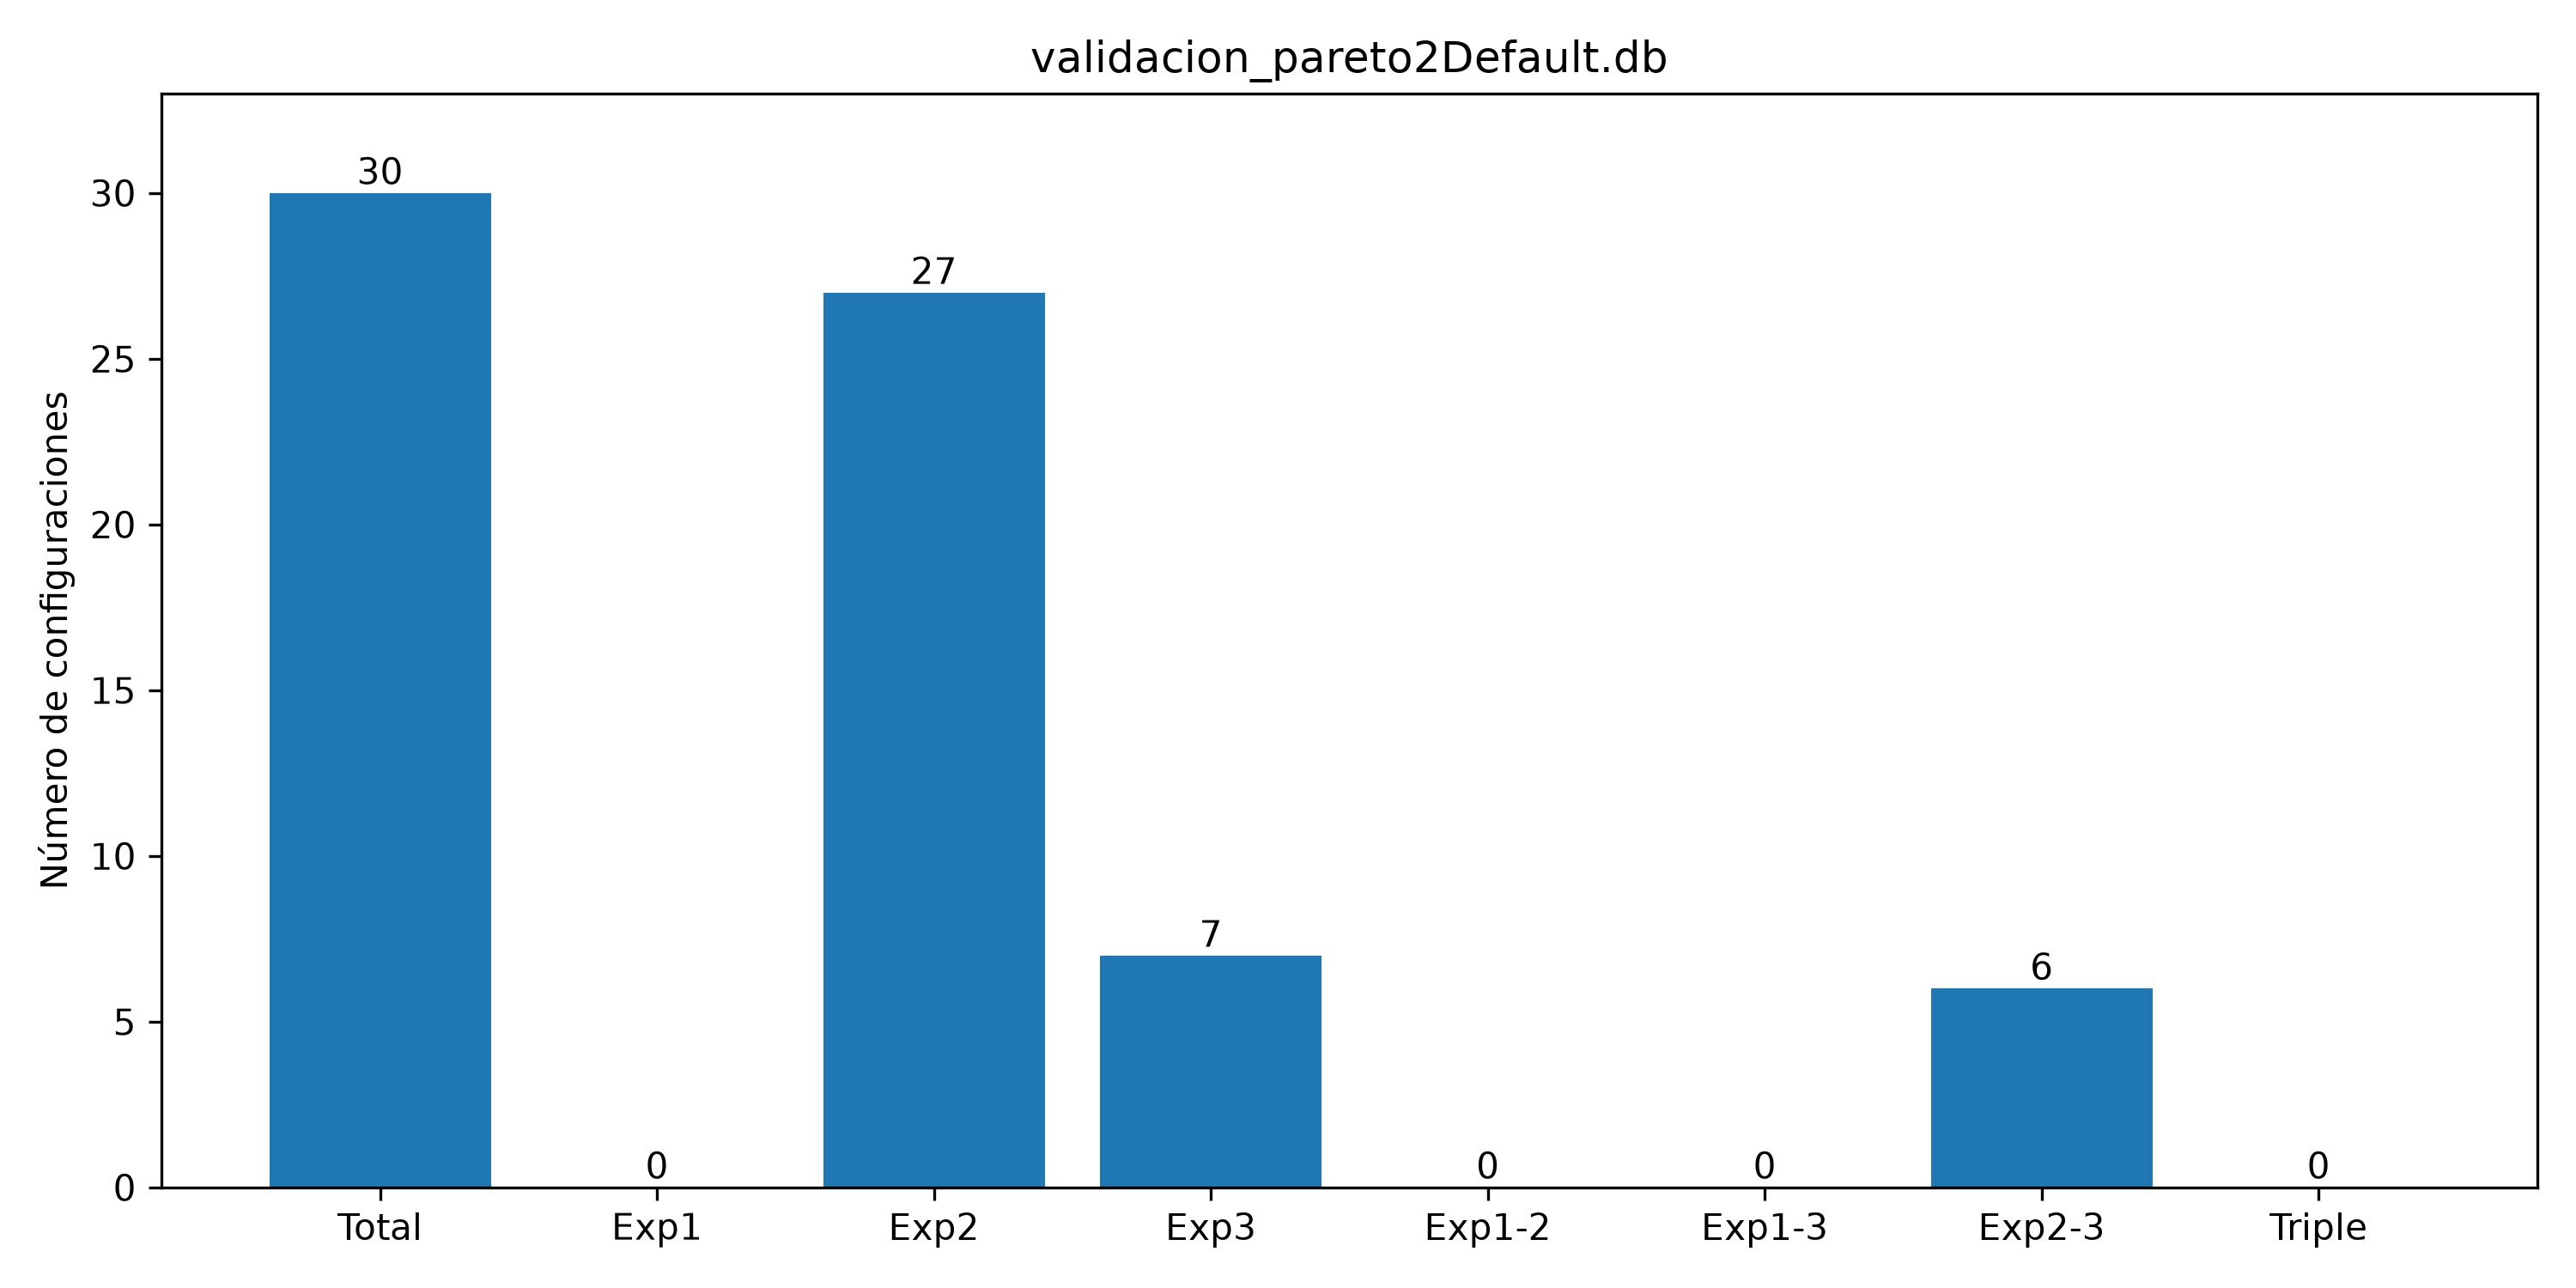 validacion_pareto2Default.db
Número de configuraciones
30
25
20
15
10
5
0
30
0
27
7
0
0
6
0
Total
Exp1
Exp2
Exp3
Exp1-2
Exp1-3
Exp2-3
Triple